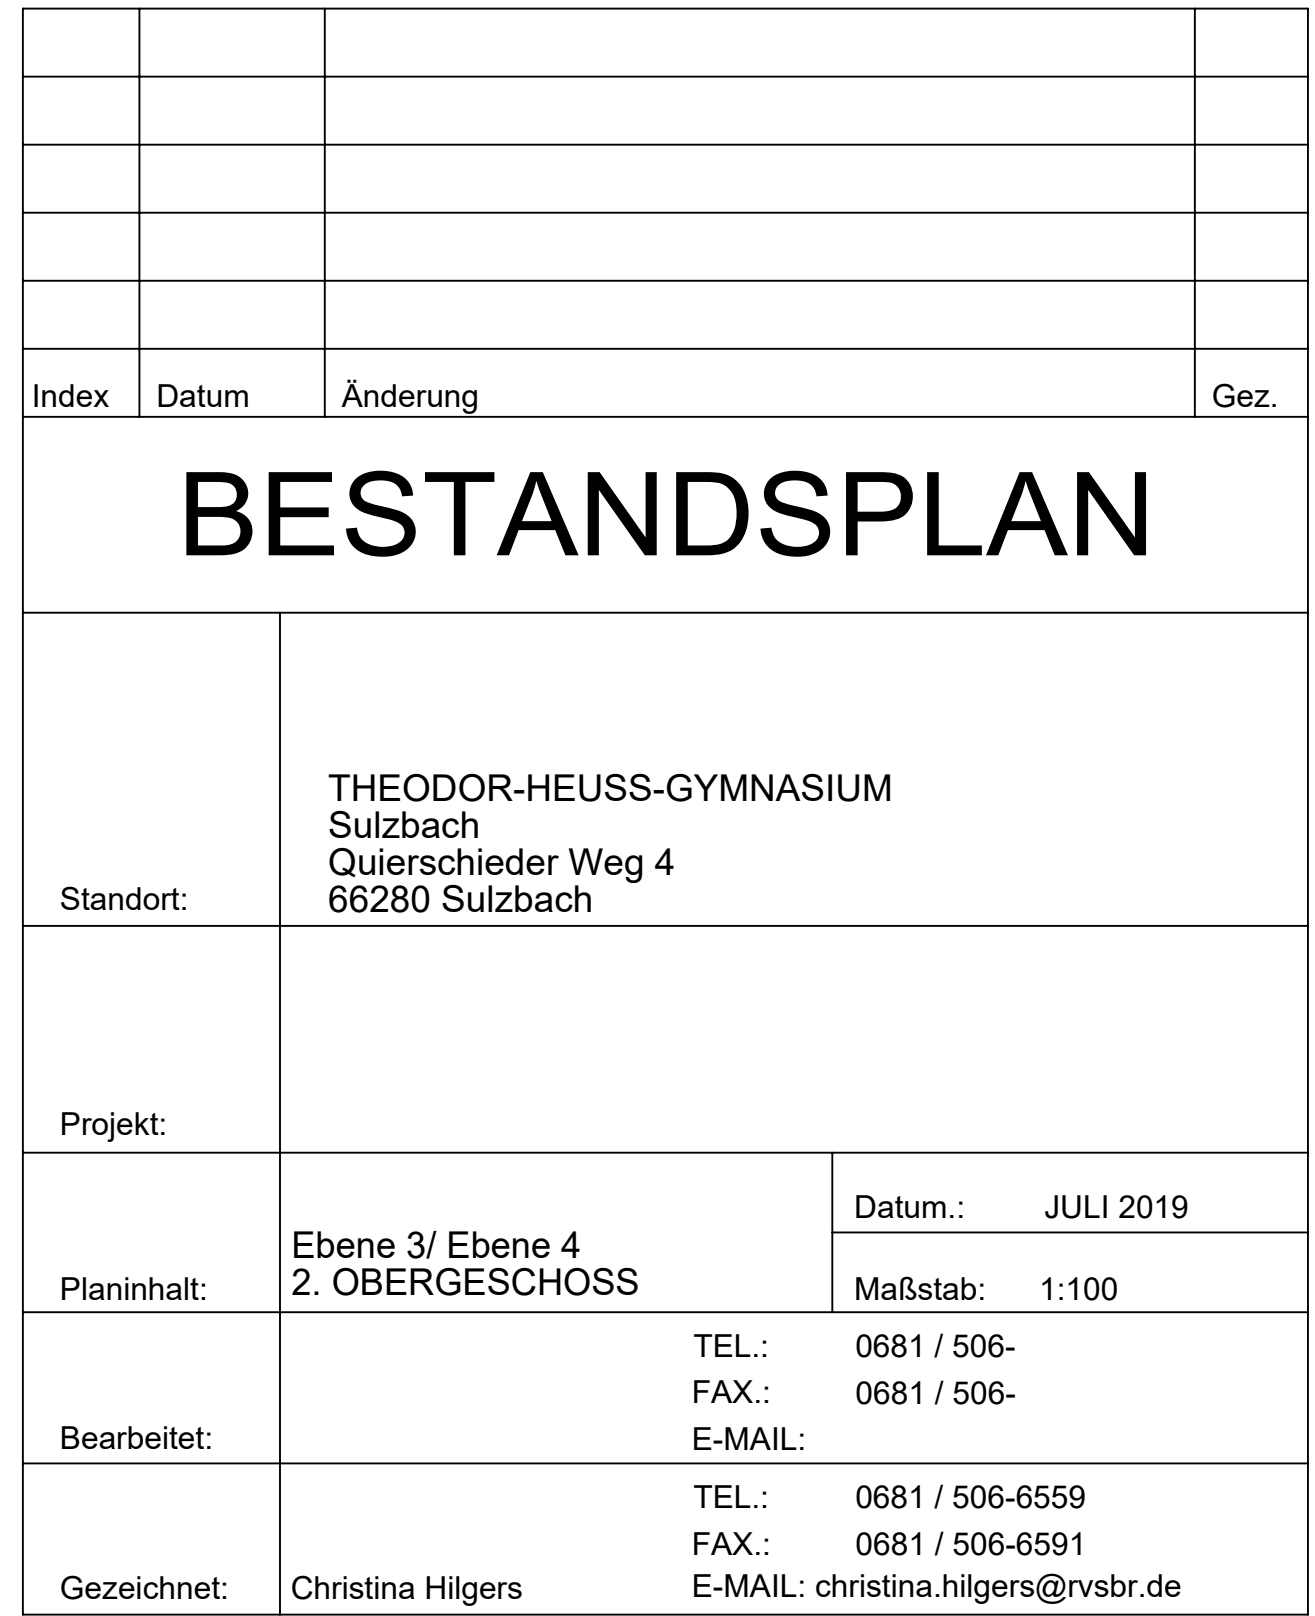 Index Datum Änderung Gez.
BESTANDSPLAN
THEODOR-HEUSS-GYMNASIUM
Sulzbach
Quierschieder Weg 4
Standort: 66280 Sulzbach
Projekt:
Datum.: JULI 2019
Ebene 3/ Ebene 4
Planinhalt: 2. OBERGESCHOSS
Maßstab: 1:100
TEL.: 0681 / 506-
FAX.: 0681 / 506-
Bearbeitet: E-MAIL:
TEL.: 0681 / 506-6559
FAX.: 0681 / 506-6591
Gezeichnet: Christina Hilgers E-MAIL: christina.hilgers@rvsbr.de